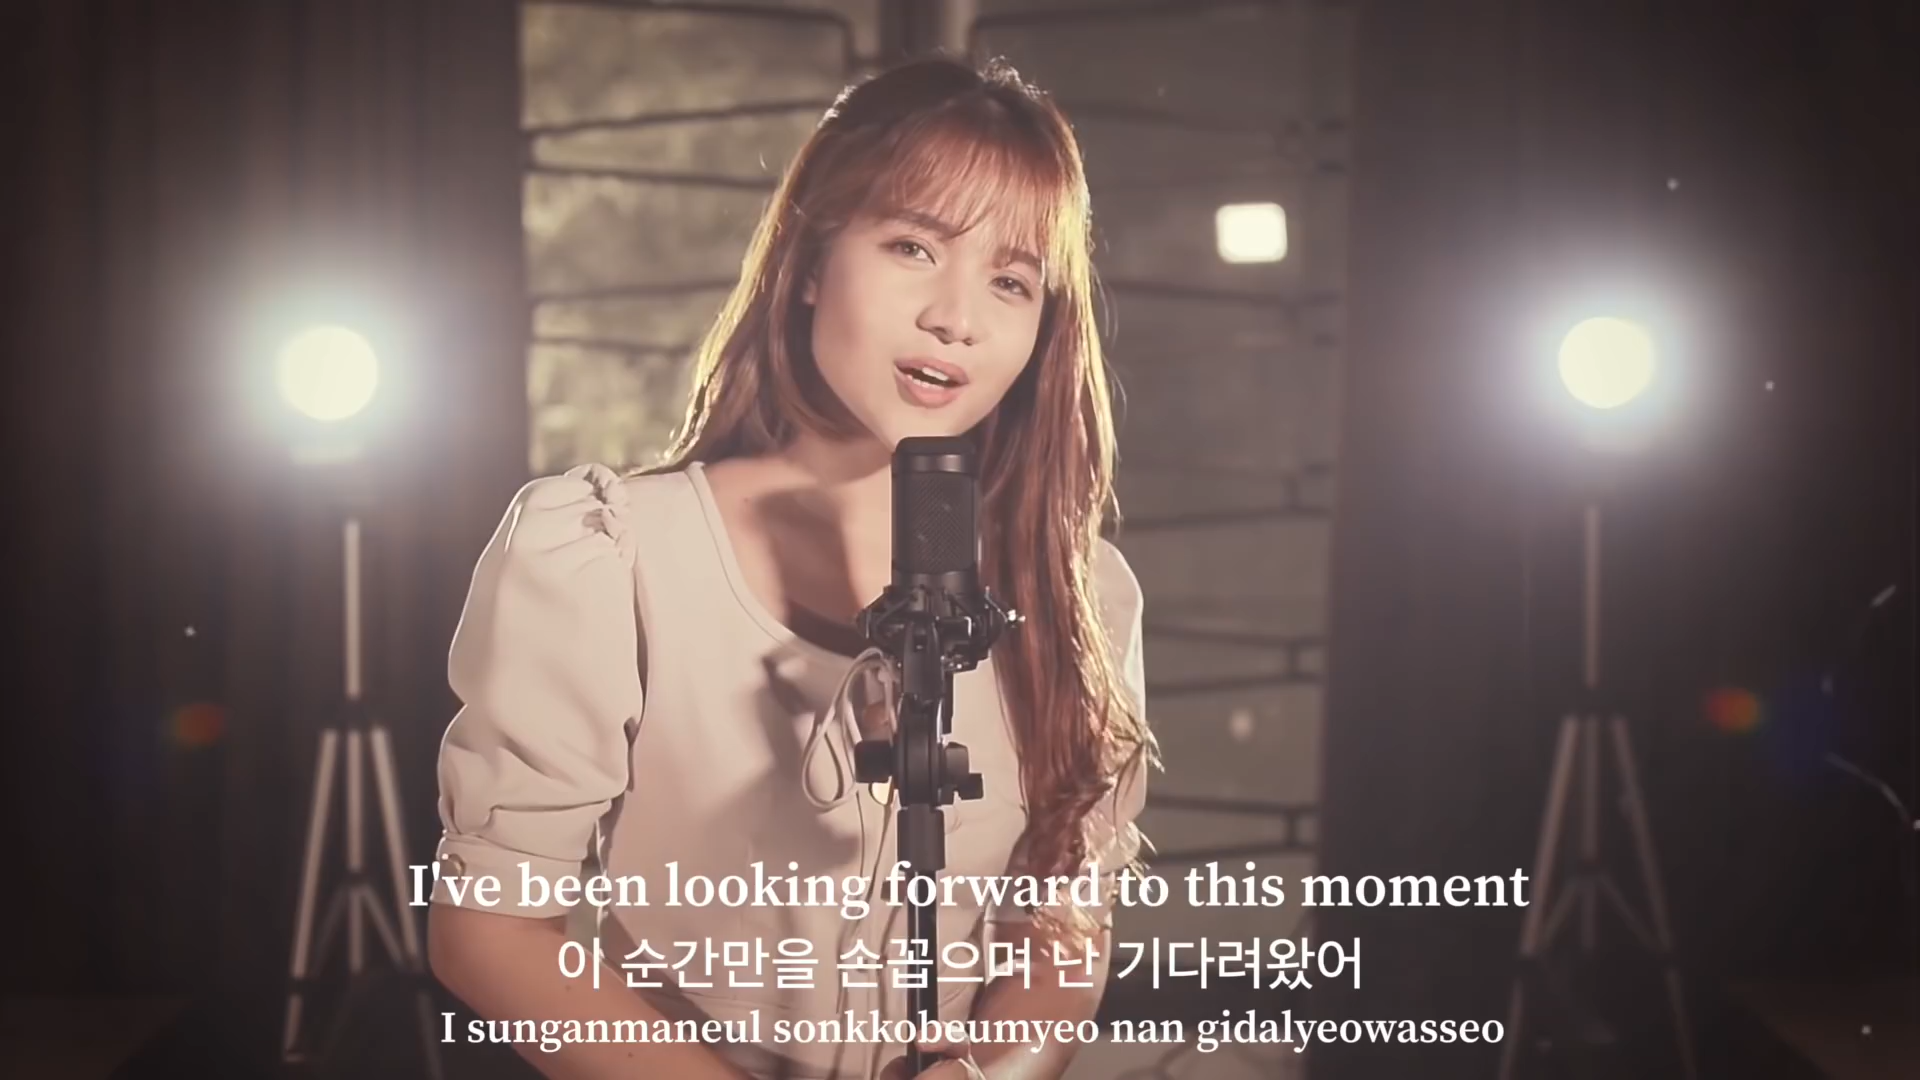 I've been looking forward to this moment
이 순간만을 손꼽으며 난 기다려왔어
I sunganmaneul sonkkobeumyeo nan gidalyeowasseo